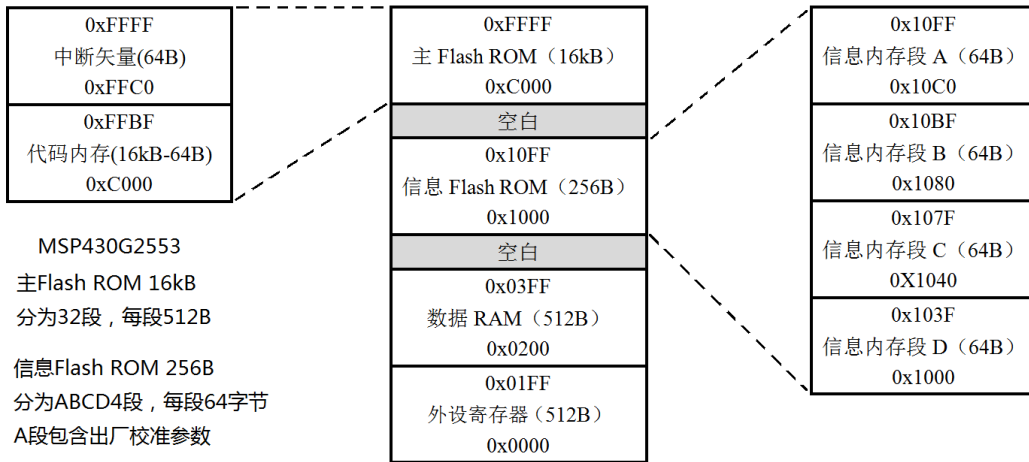 0xFFFF
中断矢量(64B)
0xFFC0
0xFFBF
代码内存(16kB-64B)
0xC000
MSP430G2553
主Flash ROM 16kB
分为32段，每段512B
信息Flash ROM 256B
分为ABCD4段，每段64字节
A段包含出厂校准参数
0xFFFF
主 Flash ROM（16kB）
0xC000
空白
0x10FF
信息 Flash ROM（256B）
0x1000
空白
0x03FF
数据 RAM（512B）
0x0200
0x01FF
外设寄存器（512B）
0x0000
0x10FF
信息内存段 A（64B）
0x10C0
0x10BF
信息内存段 B（64B）
0x1080
0x107F
信息内存段 C（64B）
0X1040
0x103F
信息内存段 D（64B）
0x1000